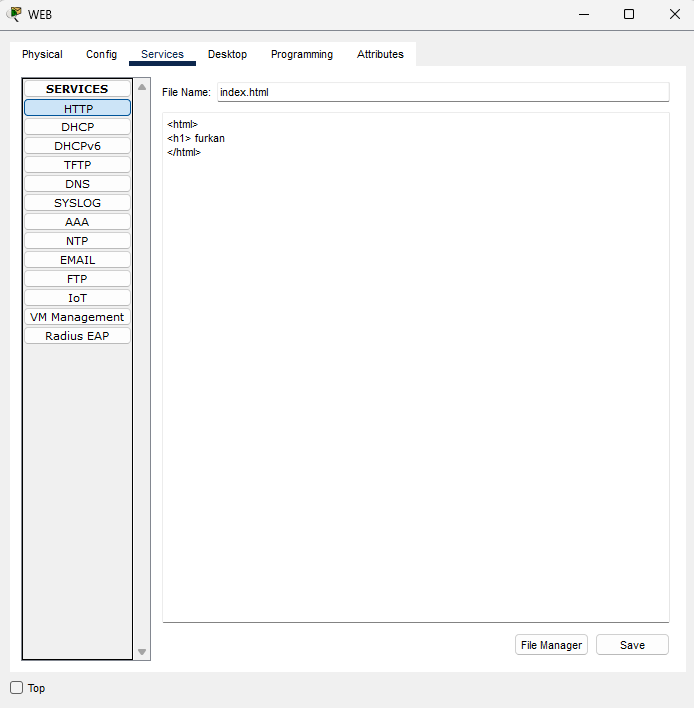 WEB
Physical Config Services Desktop Programming Attributes
SERVICES
HTTP
DHCP
DHCPv6
TFTP
DNS
SYSLOG
AAA
NTP
EMAIL
FTP
IoT
VM Management
Radius EAP
File Name: index.html
<html>
<h1> furkan
</html>
File Manager Save
Top